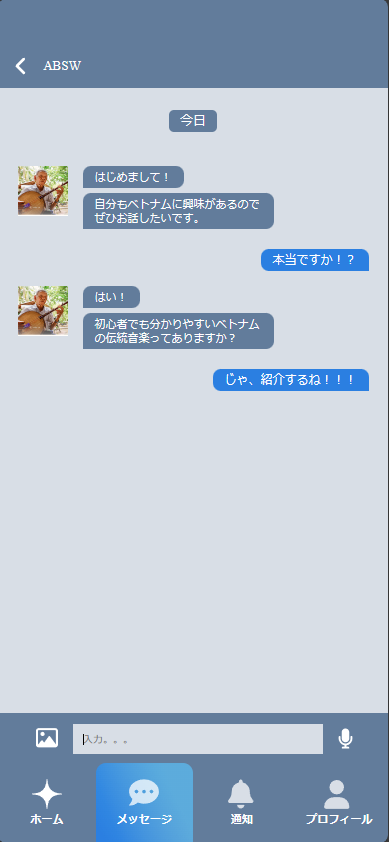 ABSW
今日
はじめまして！
自分もベトナムに興味があるので
ぜひお話したいです。
本当ですか！？
はい！
初心者でも分かりやすいベトナム
の伝統音楽ってありますか？
じゃ、紹介するね！！！
入力。。。
ホーム
メッセージ
通知
プロフィール